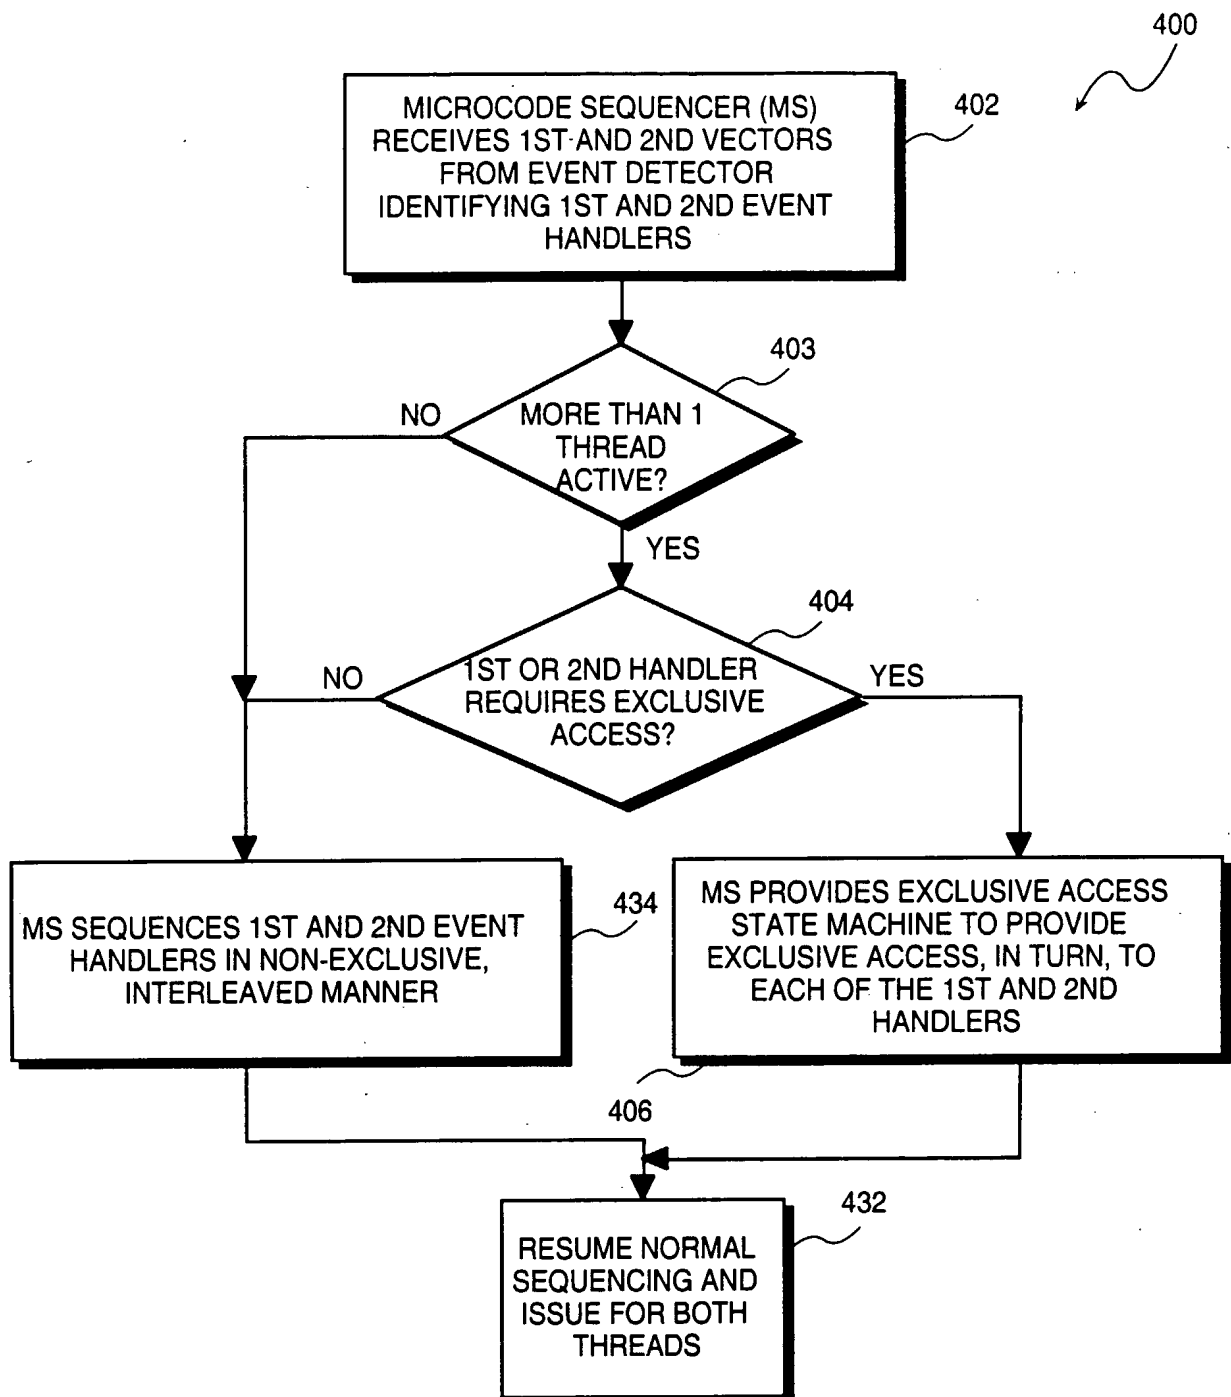 400
MICROCODE SEQUENCER (MS)
RECEIVES 1ST AND 2ND VECTORS
FROM EVENT DETECTOR
IDENTIFYING 1ST AND 2ND EVENT
HANDLERS
402
403
NO
MORE THAN 1
THREAD
ACTIVE?
YES
404
NO
1ST OR 2ND HANDLER
REQUIRES EXCLUSIVE
ACCESS?
YES
MS SEQUENCES 1ST AND 2ND EVENT
HANDLERS IN NON-EXCLUSIVE,
INTERLEAVED MANNER
434
MS PROVIDES EXCLUSIVE ACCESS
STATE MACHINE TO PROVIDE
EXCLUSIVE ACCESS, IN TURN, TO
EACH OF THE 1ST AND 2ND
HANDLERS
406
432
RESUME NORMAL
SEQUENCING AND
ISSUE FOR BOTH
THREADS